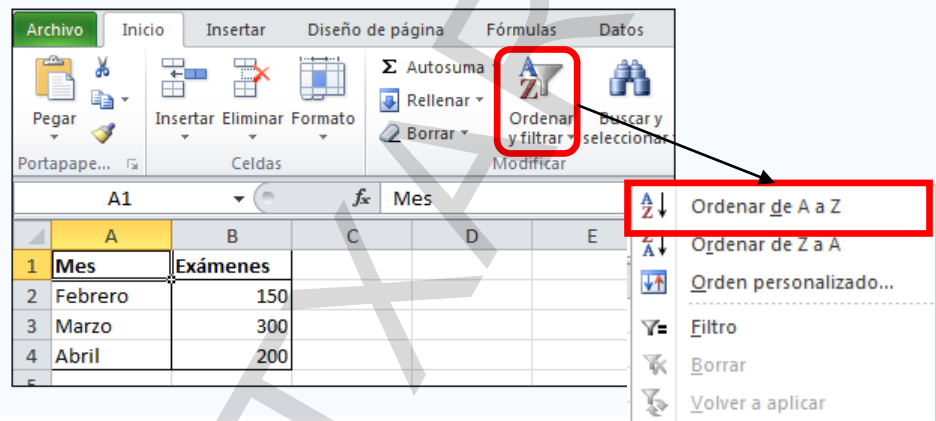 Archivo Inicio Insertar Diseño de página Fórmulas Datos
Pegar
Portapape...
Insertar Eliminar Formato
Celdas
Σ Autosuma
Rellenar
Borrar
Ordenar y filtrar
Buscar y seleccionar
Modificar
A1 fx Mes
A B C D E
1 Mes Exámenes
2 Febrero 150
3 Marzo 300
4 Abril 200
5
Ordenar de A a Z
Ordenar de Z a A
Orden personalizado...
Filtro
Borrar
Volver a aplicar